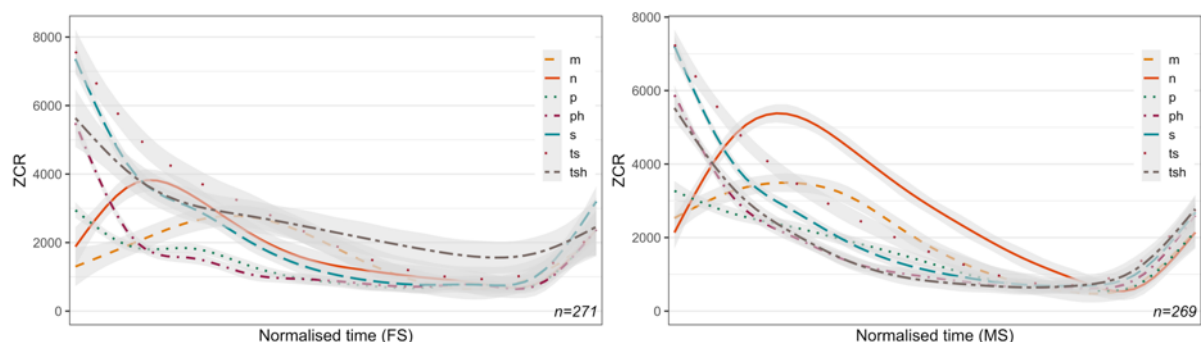 8000
6000
4000
2000
0
ZCR
m
n
p
ph
s
ts
tsh
n=271
Normalised time (FS)
8000
6000
4000
2000
0
ZCR
m
n
p
ph
s
ts
tsh
n=269
Normalised time (MS)